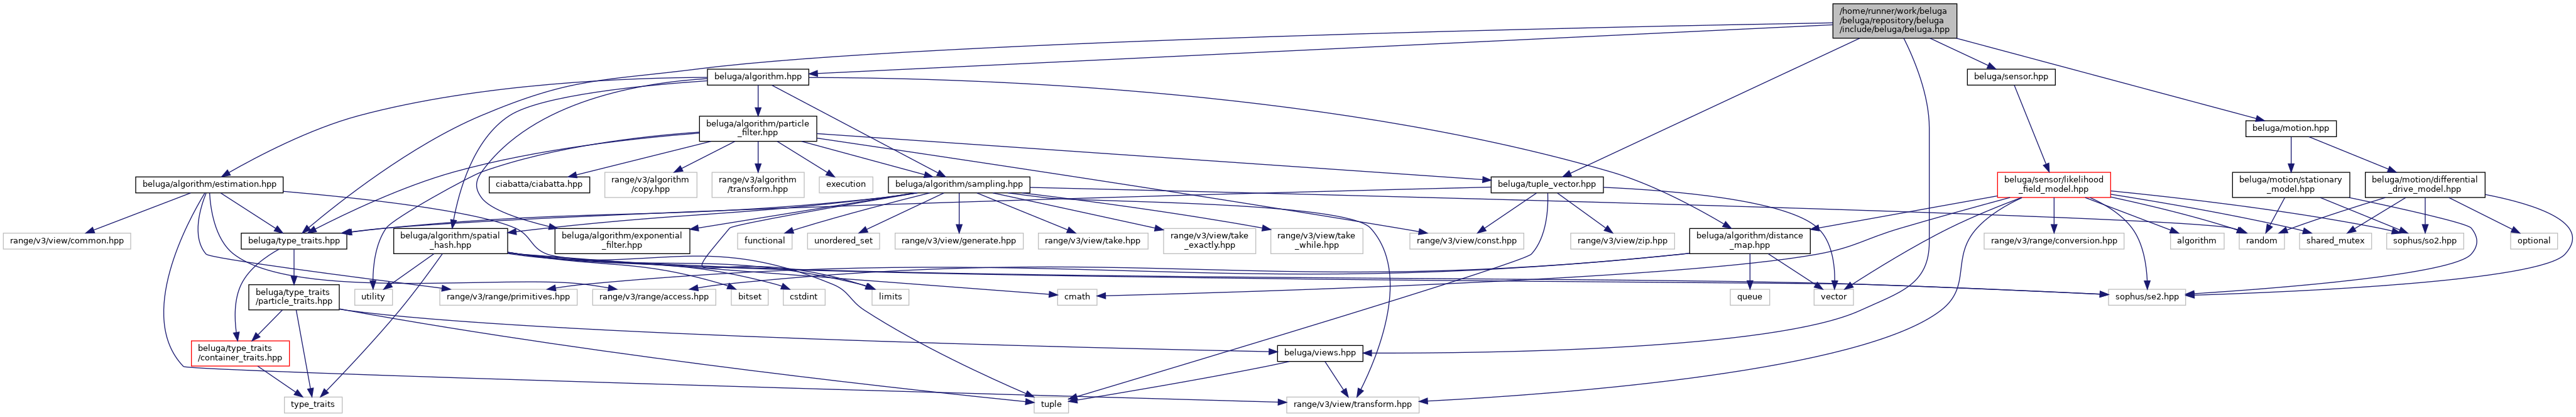 /home/runner/work/beluga
/beluga/repository/beluga
/include/beluga/beluga.hpp
beluga/algorithm.hpp
beluga/sensor.hpp
beluga/algorithm/particle
_filter.hpp
beluga/motion.hpp
beluga/algorithm/estimation.hpp
ciabatta/ciabatta.hpp
range/v3/algorithm
/copy.hpp
range/v3/algorithm
/transform.hpp
execution
beluga/algorithm/sampling.hpp
beluga/tuple_vector.hpp
beluga/sensor/likelihood
_field_model.hpp
beluga/motion/stationary
_model.hpp
beluga/motion/differential
_drive_model.hpp
range/v3/view/common.hpp
beluga/type_traits.hpp
beluga/algorithm/spatial
_hash.hpp
beluga/algorithm/exponential
_filter.hpp
functional
unordered_set
range/v3/view/generate.hpp
range/v3/view/take.hpp
range/v3/view/take
_exactly.hpp
range/v3/view/take
_while.hpp
range/v3/view/const.hpp
range/v3/view/zip.hpp
beluga/algorithm/distance
_map.hpp
range/v3/range/conversion.hpp
algorithm
random
shared_mutex
sophus/so2.hpp
optional
beluga/type_traits
/particle_traits.hpp
utility
range/v3/range/primitives.hpp
range/v3/range/access.hpp
bitset
cstdint
limits
cmath
queue
vector
sophus/se2.hpp
beluga/type_traits
/container_traits.hpp
beluga/views.hpp
type_traits
tuple
range/v3/view/transform.hpp